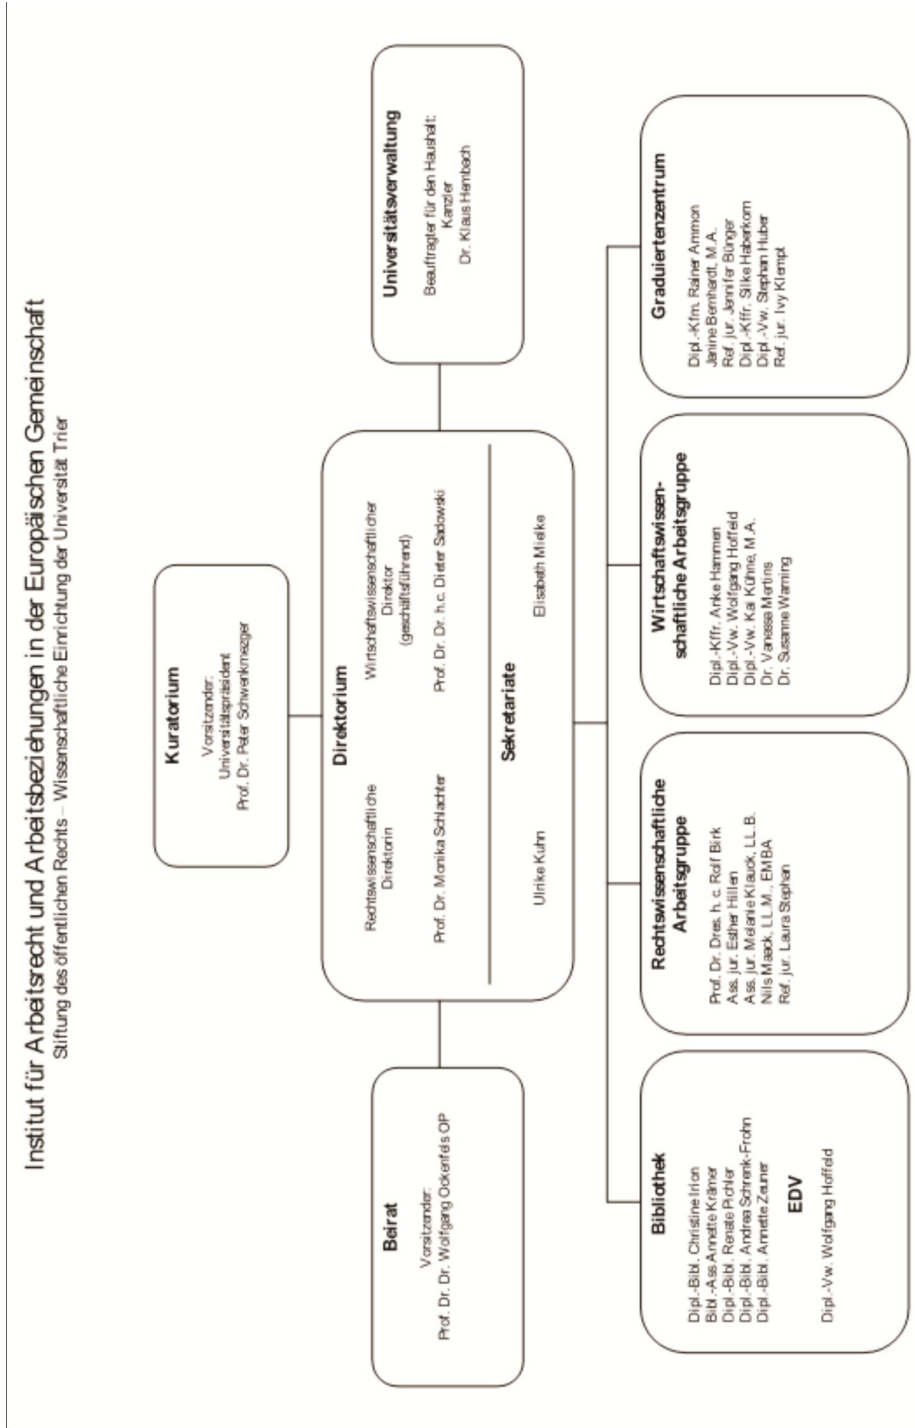 Institut für Arbeitsrecht und Arbeitsbeziehungen in der Europäischen Gemeinschaft
Stiftung des öffentlichen Rechts – Wissenschaftliche Einrichtung der Universität Trier
Kuratorium
Vorsitzender:
Universitätspräsident
Prof. Dr. Peter Schwenkmezger
Beirat
Vorsitzender:
Prof. Dr. Dr. Wolfgang Ockenfels OP
Direktorium
Rechtswissenschaftliche
Direktorin
Prof. Dr. Monika Schlachter
Wirtschaftswissenschaftlicher
Direktor
(geschäftsführend)
Prof. Dr. Dr. h.c. Dieter Sadowski
Sekretariate
Ulrike Kuhn
Elisabeth Mielke
Universitätsverwaltung
Beauftragter für den Haushalt:
Kanzler
Dr. Klaus Hembach
Bibliothek
Dipl.-Bibl. Christine Irion
Bibl.-Ass.Annette Krämer
Dipl.-Bibl. Renate Pichler
Dipl.-Bibl. Andrea Schrenk-Frohn
Dipl.-Bibl. Annette Zeuner
EDV
Dipl.-Vw. Wolfgang Hoffeld
Rechtswissenschaftliche
Arbeitsgruppe
Prof. Dr. Dres. h. c. Rolf Birk
Ass. jur. Esther Hillen
Ass. jur. Melanie Klauck, LL.B.
Nils Maack, LL.M., EMBA
Ref. jur. Laura Stephan
Wirtschaftswissen-
schaftliche Arbeitsgruppe
Dipl.-Kffr. Anke Hammen
Dipl.-Vw. Wolfgang Hoffeld
Dipl.-Vw. Kai Kühne, M.A.
Dr. Vanessa Mertins
Dr. Susanne Warning
Graduiertenzentrum
Dipl.-Kfm. Rainer Ammon
Janine Bernhardt, M.A.
Ref. jur. Jennifer Bünger
Dipl.-Kffr. Silke Haberkorn
Dipl.-Vw. Stephan Huber
Ref. jur. Ivy Klempt